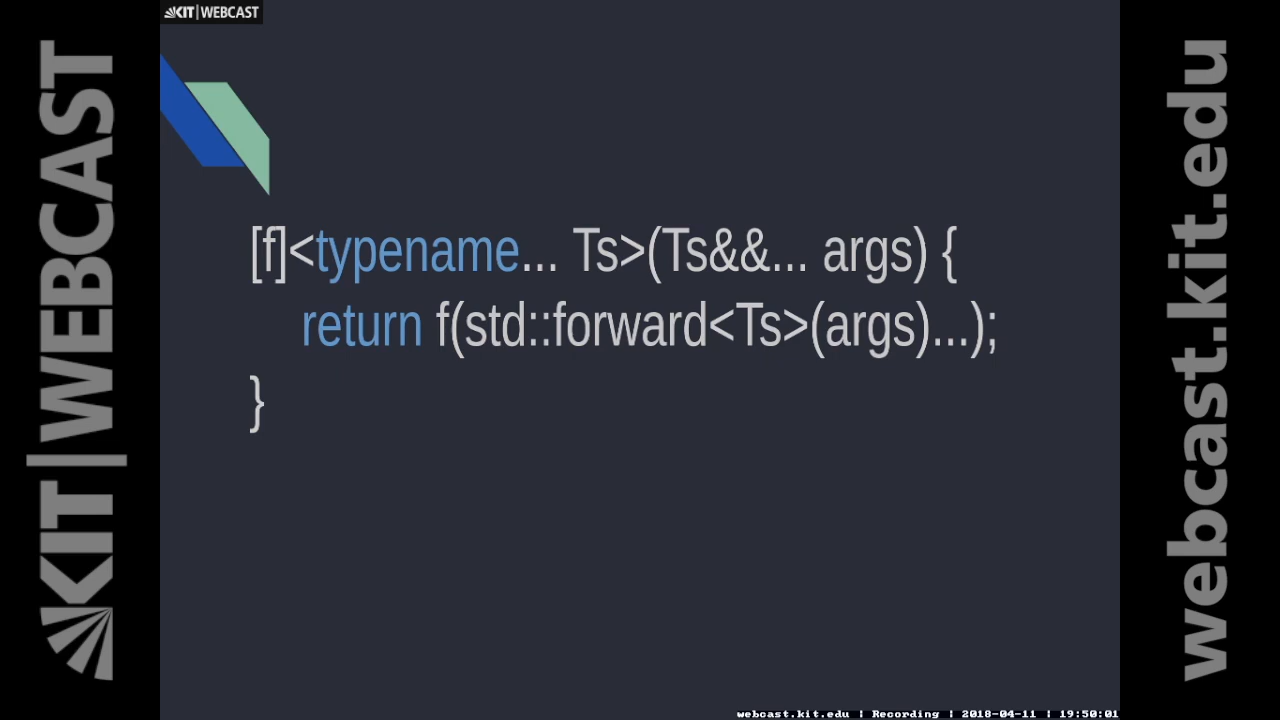 KIT|WEBCAST
KIT|WEBCAST
[f]<typename... Ts>(Ts&&... args) {
return f(std::forward<Ts>(args)...);
}
webcast.kit.edu
webcast.kit.edu | Recording | 2018-04-11 | 19:50:01